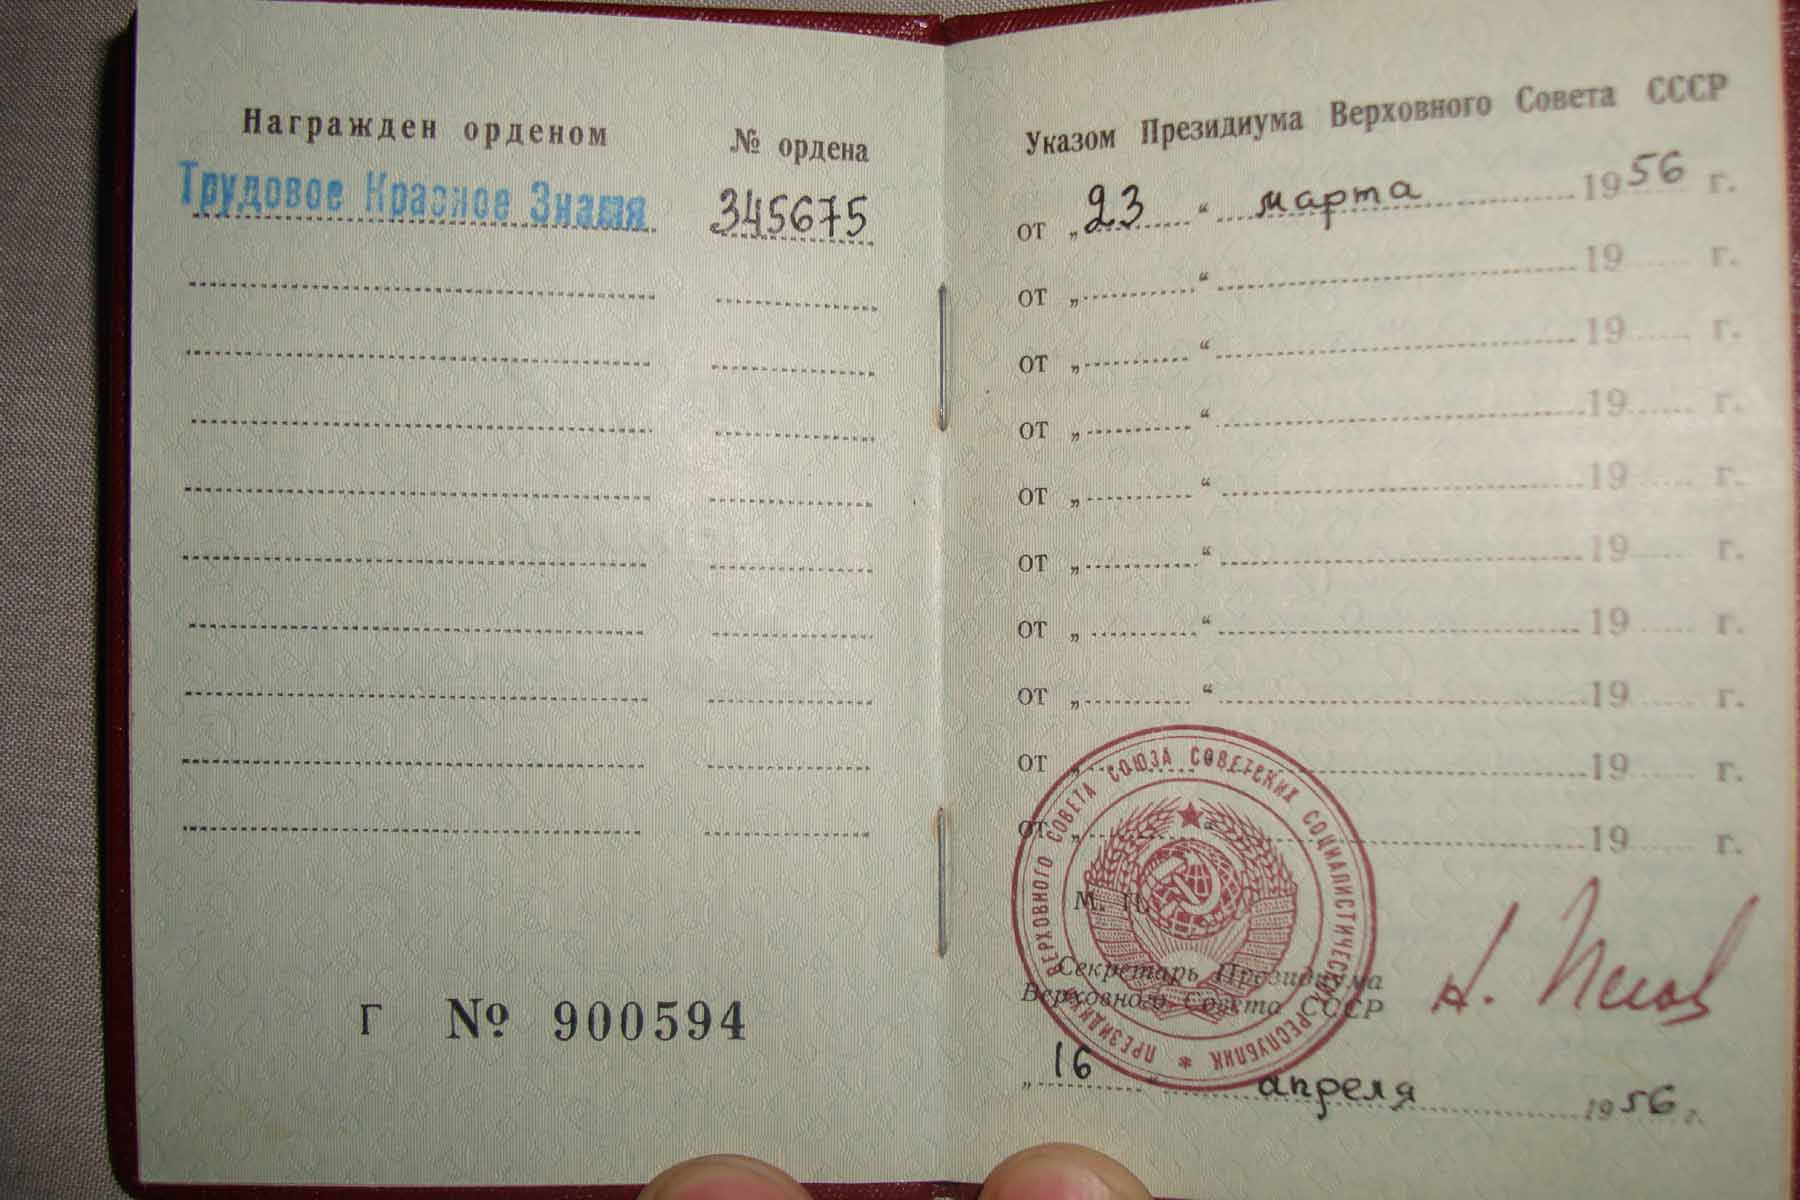 Награжден орденом № ордена
Трудовое Красное Знамя 345675
Г № 900594
Указом Президиума Верховного Совета СССР
от „23“ марта 1956 г.
от „ “ 19 г.
от „ “ 19 г.
от „ “ 19 г.
от „ “ 19 г.
от „ “ 19 г.
от „ “ 19 г.
от „ “ 19 г.
от „ “ 19 г.
от „ “ 19 г.
М. П.
ПРЕЗИДИУМ ВЕРХОВНОГО СОВЕТА СОЮЗА СОВЕТСКИХ СОЦИАЛИСТИЧЕСКИХ РЕСПУБЛИК
Секретарь Президиума
Верховного Совета СССР
„16“ апреля 1956 г.